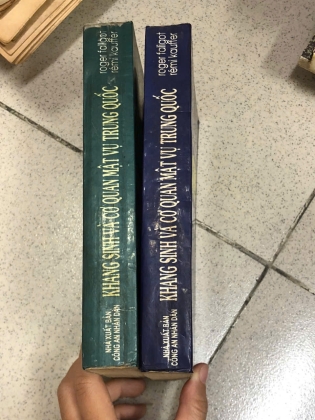 roger faligot
rémi kauffer
KHANG SINH VÀ CƠ QUAN MẬT VỤ TRUNG QUỐC
NHÀ XUẤT BẢN
CÔNG AN NHÂN DÂN
roger faligot
rémi kauffer
KHANG SINH VÀ CƠ QUAN MẬT VỤ TRUNG QUỐC
NHÀ XUẤT BẢN
CÔNG AN NHÂN DÂN